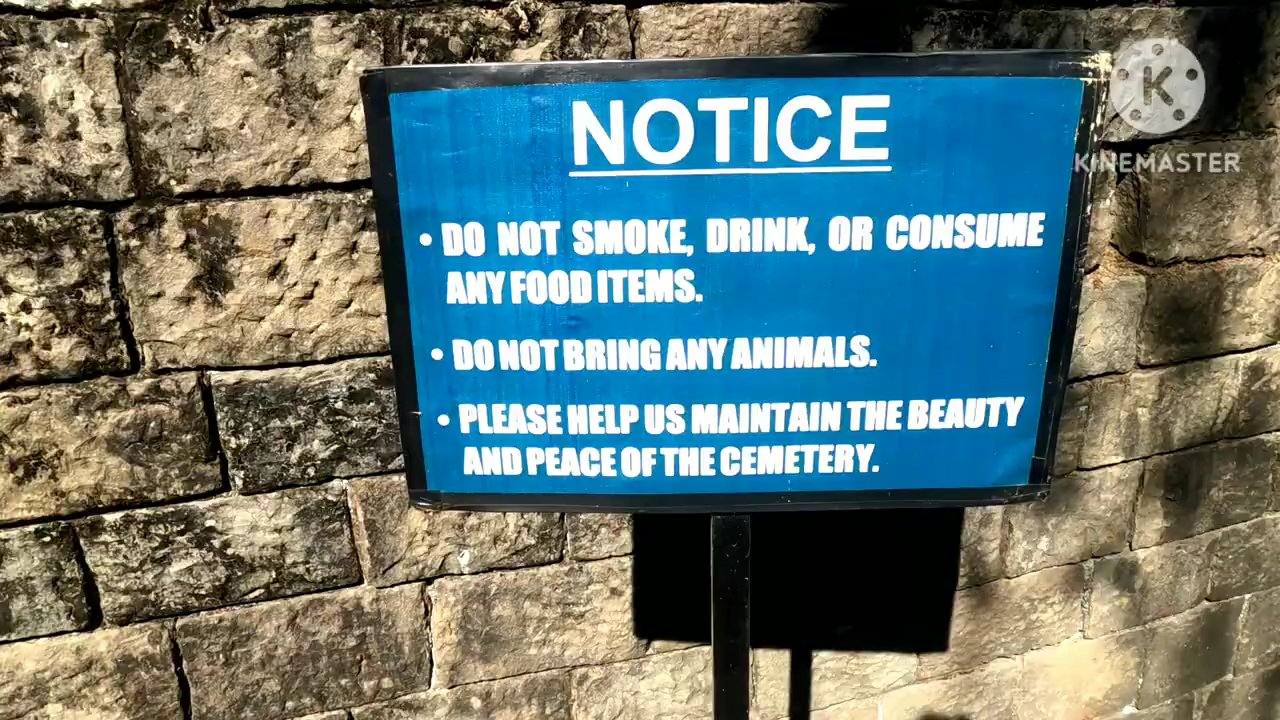 NOTICE
• DO NOT SMOKE, DRINK, OR CONSUME
ANY FOOD ITEMS.
• DO NOT BRING ANY ANIMALS.
• PLEASE HELP US MAINTAIN THE BEAUTY
AND PEACE OF THE CEMETERY.
K
KINEMASTER